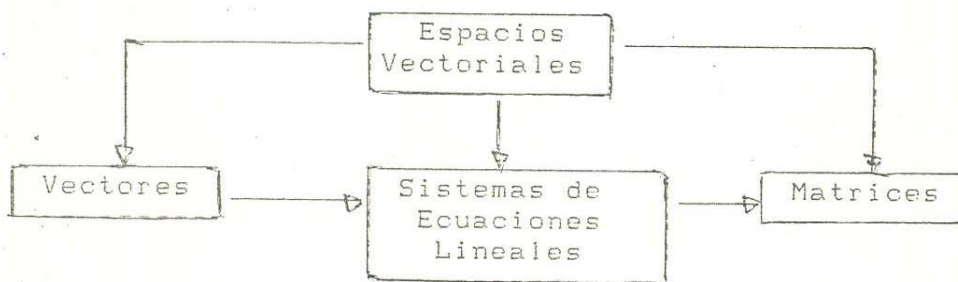 Espacios
Vectoriales
Vectores
Sistemas de
Ecuaciones
Lineales
Matrices